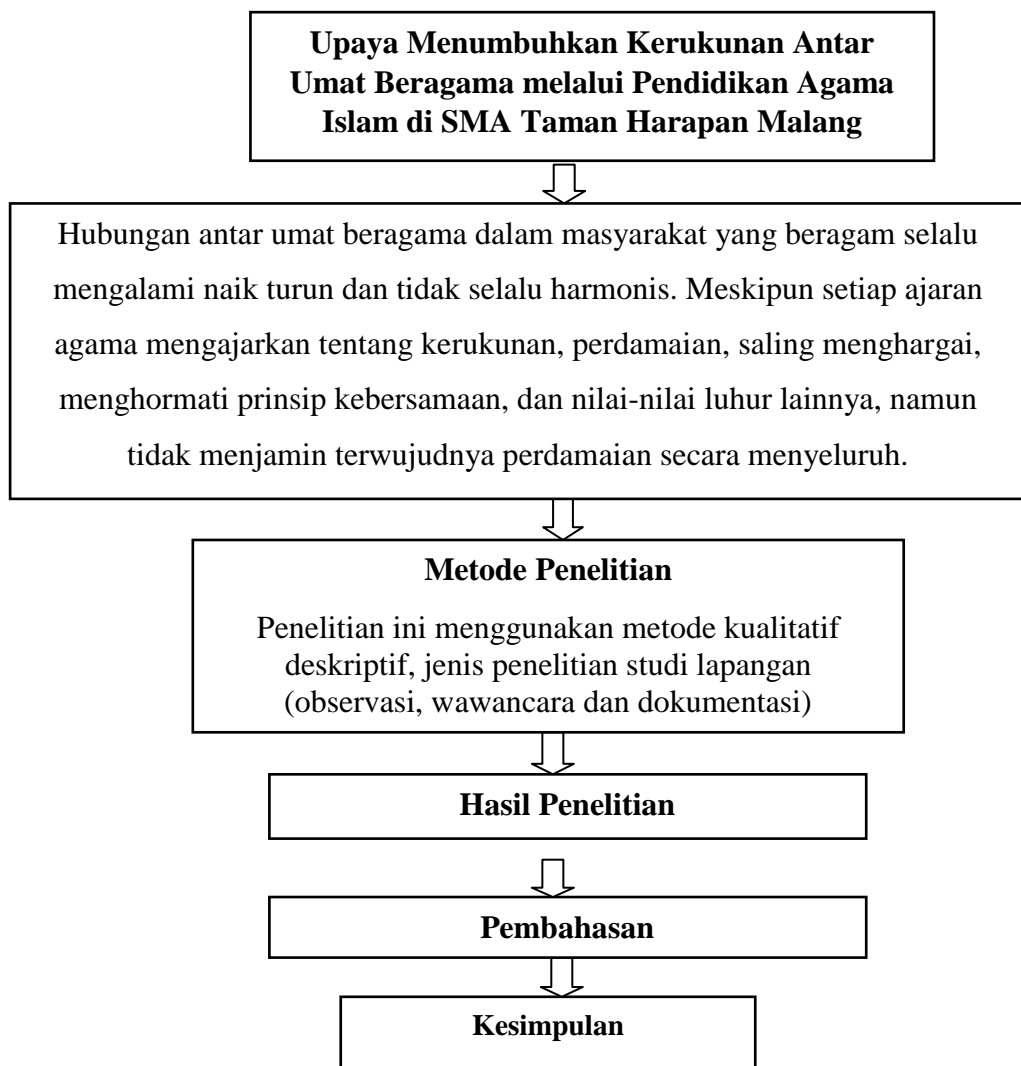 Upaya Menumbuhkan Kerukunan Antar
Umat Beragama melalui Pendidikan Agama
Islam di SMA Taman Harapan Malang
Hubungan antar umat beragama dalam masyarakat yang beragam selalu
mengalami naik turun dan tidak selalu harmonis. Meskipun setiap ajaran
agama mengajarkan tentang kerukunan, perdamaian, saling menghargai,
menghormati prinsip kebersamaan, dan nilai-nilai luhur lainnya, namun
tidak menjamin terwujudnya perdamaian secara menyeluruh.
Metode Penelitian
Penelitian ini menggunakan metode kualitatif
deskriptif, jenis penelitian studi lapangan
(observasi, wawancara dan dokumentasi)
Hasil Penelitian
Pembahasan
Kesimpulan